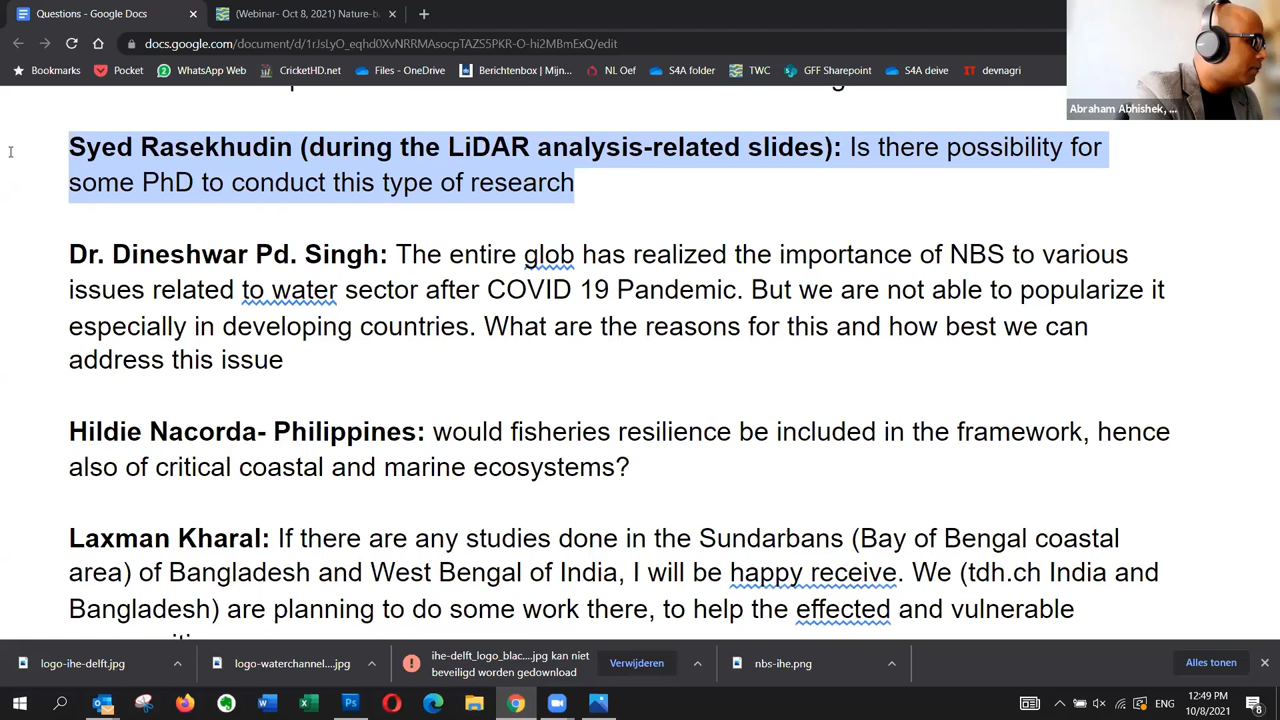 Questions - Google Docs
(Webinar- Oct 8, 2021) Nature-b
docs.google.com/document/d/1rJsLyO_eqhd0XvNRRMAsocpTAZS5PKR-O-hi2MBmExQ/edit
Bookmarks Pocket WhatsApp Web CricketHD.net Files - OneDrive Berichtenbox | Mijn... NL Oef S4A folder TWC GFF Sharepoint S4A deive devnagri
Abraham Abhishek, ...
Syed Rasekhudin (during the LiDAR analysis-related slides): Is there possibility for
some PhD to conduct this type of research
Dr. Dineshwar Pd. Singh: The entire glob has realized the importance of NBS to various
issues related to water sector after COVID 19 Pandemic. But we are not able to popularize it
especially in developing countries. What are the reasons for this and how best we can
address this issue
Hildie Nacorda- Philippines: would fisheries resilience be included in the framework, hence
also of critical coastal and marine ecosystems?
Laxman Kharal: If there are any studies done in the Sundarbans (Bay of Bengal coastal
area) of Bangladesh and West Bengal of India, I will be happy receive. We (tdh.ch India and
Bangladesh) are planning to do some work there, to help the effected and vulnerable
logo-ihe-delft.jpg
logo-waterchannel....jpg
ihe-delft_logo_blac....jpg kan niet
beveiligd worden gedownload
Verwijderen
nbs-ihe.png
Alles tonen
ENG
12:49 PM
10/8/2021
8